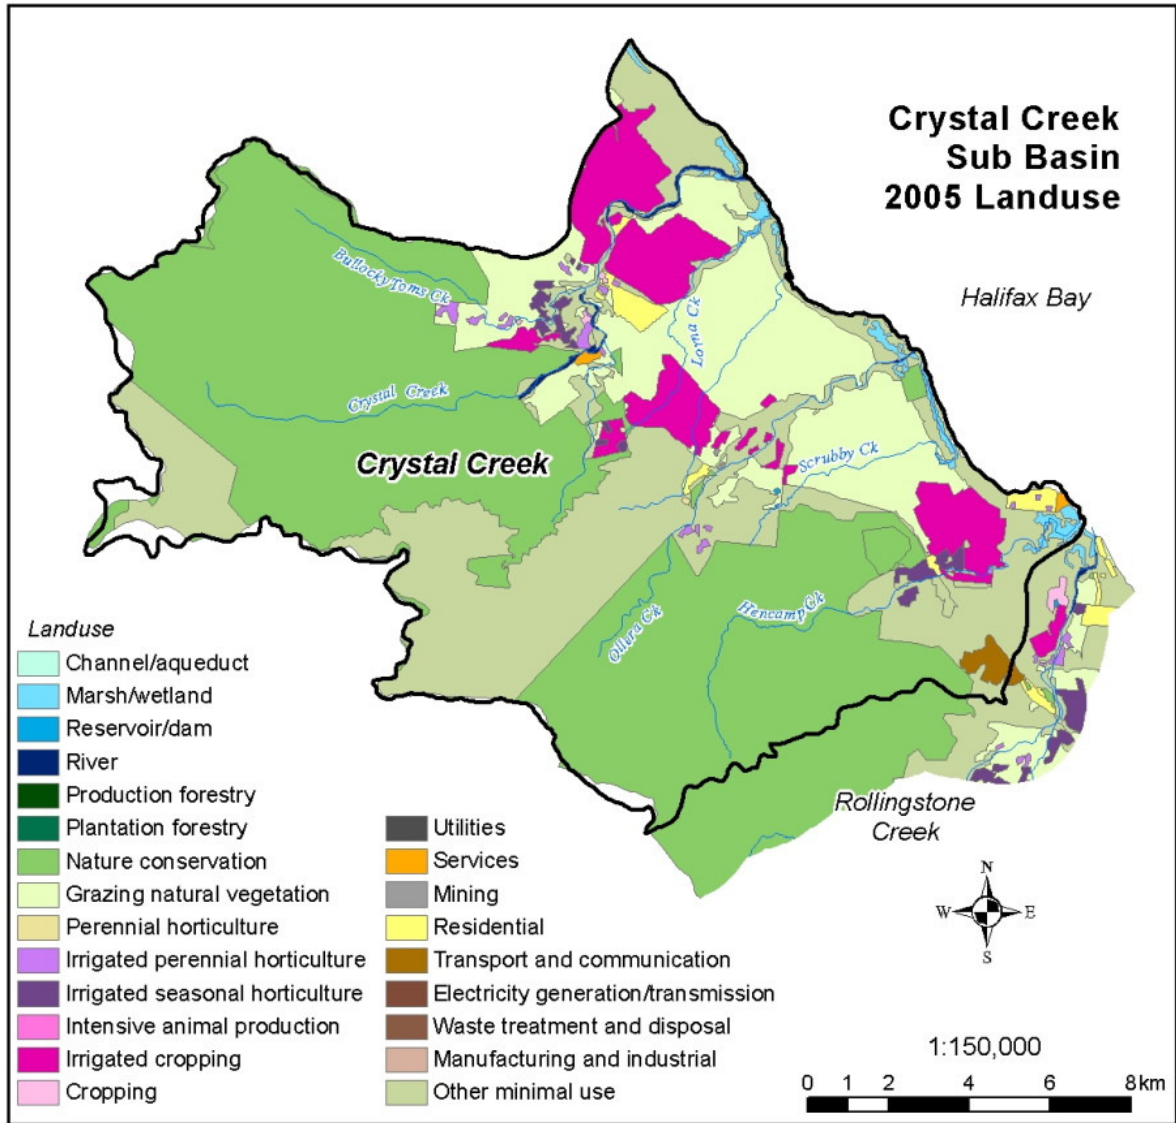 Crystal Creek
Sub Basin
2005 Landuse
Halifax Bay
Bullocky Toms Ck
Lorna Ck
Crystal Creek
Crystal Creek
Scrubby Ck
Hencamp Ck
Ollera Ck
Rollingstone
Creek
Landuse
Channel/aqueduct
Marsh/wetland
Reservoir/dam
River
Production forestry
Plantation forestry
Nature conservation
Grazing natural vegetation
Perennial horticulture
Irrigated perennial horticulture
Irrigated seasonal horticulture
Intensive animal production
Irrigated cropping
Cropping
Utilities
Services
Mining
Residential
Transport and communication
Electricity generation/transmission
Waste treatment and disposal
Manufacturing and industrial
Other minimal use
N
W E
S
1:150,000
0 1 2 4 6 8 km